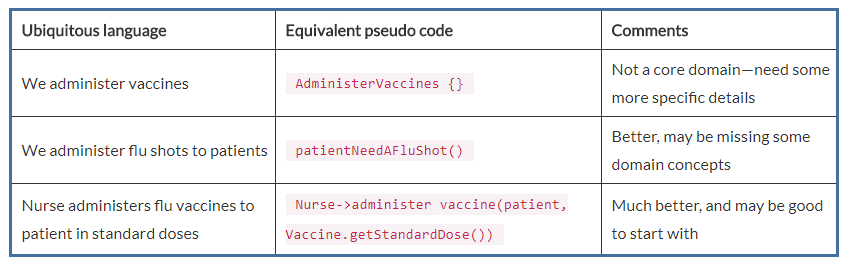 Ubiquitous language
Equivalent pseudo code
Comments
We administer vaccines
AdministerVaccines {}
Not a core domain—need some
more specific details
We administer flu shots to patients
patientNeedAFluShot()
Better, may be missing some
domain concepts
Nurse administers flu vaccines to
patient in standard doses
Nurse->administer vaccine(patient,
Vaccine.getStandardDose())
Much better, and may be good
to start with